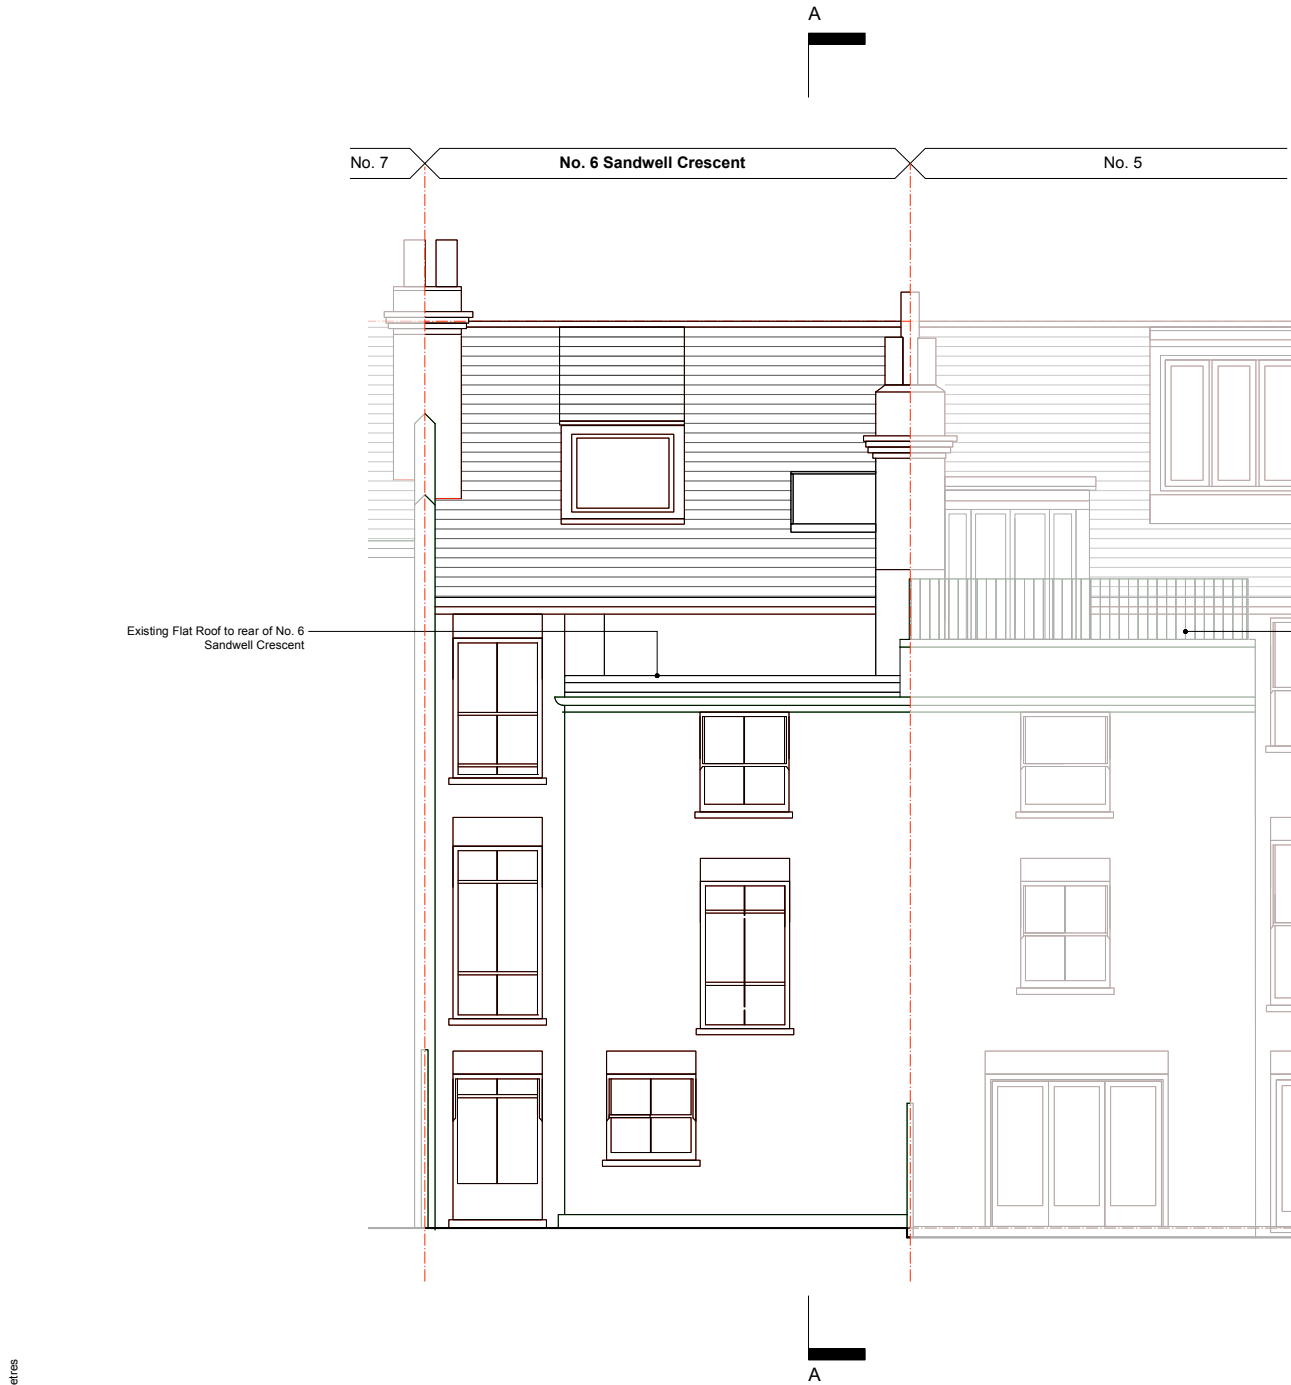 A
No. 7
No. 6 Sandwell Crescent
No. 5
Existing Flat Roof to rear of No. 6
Sandwell Crescent
A
etres